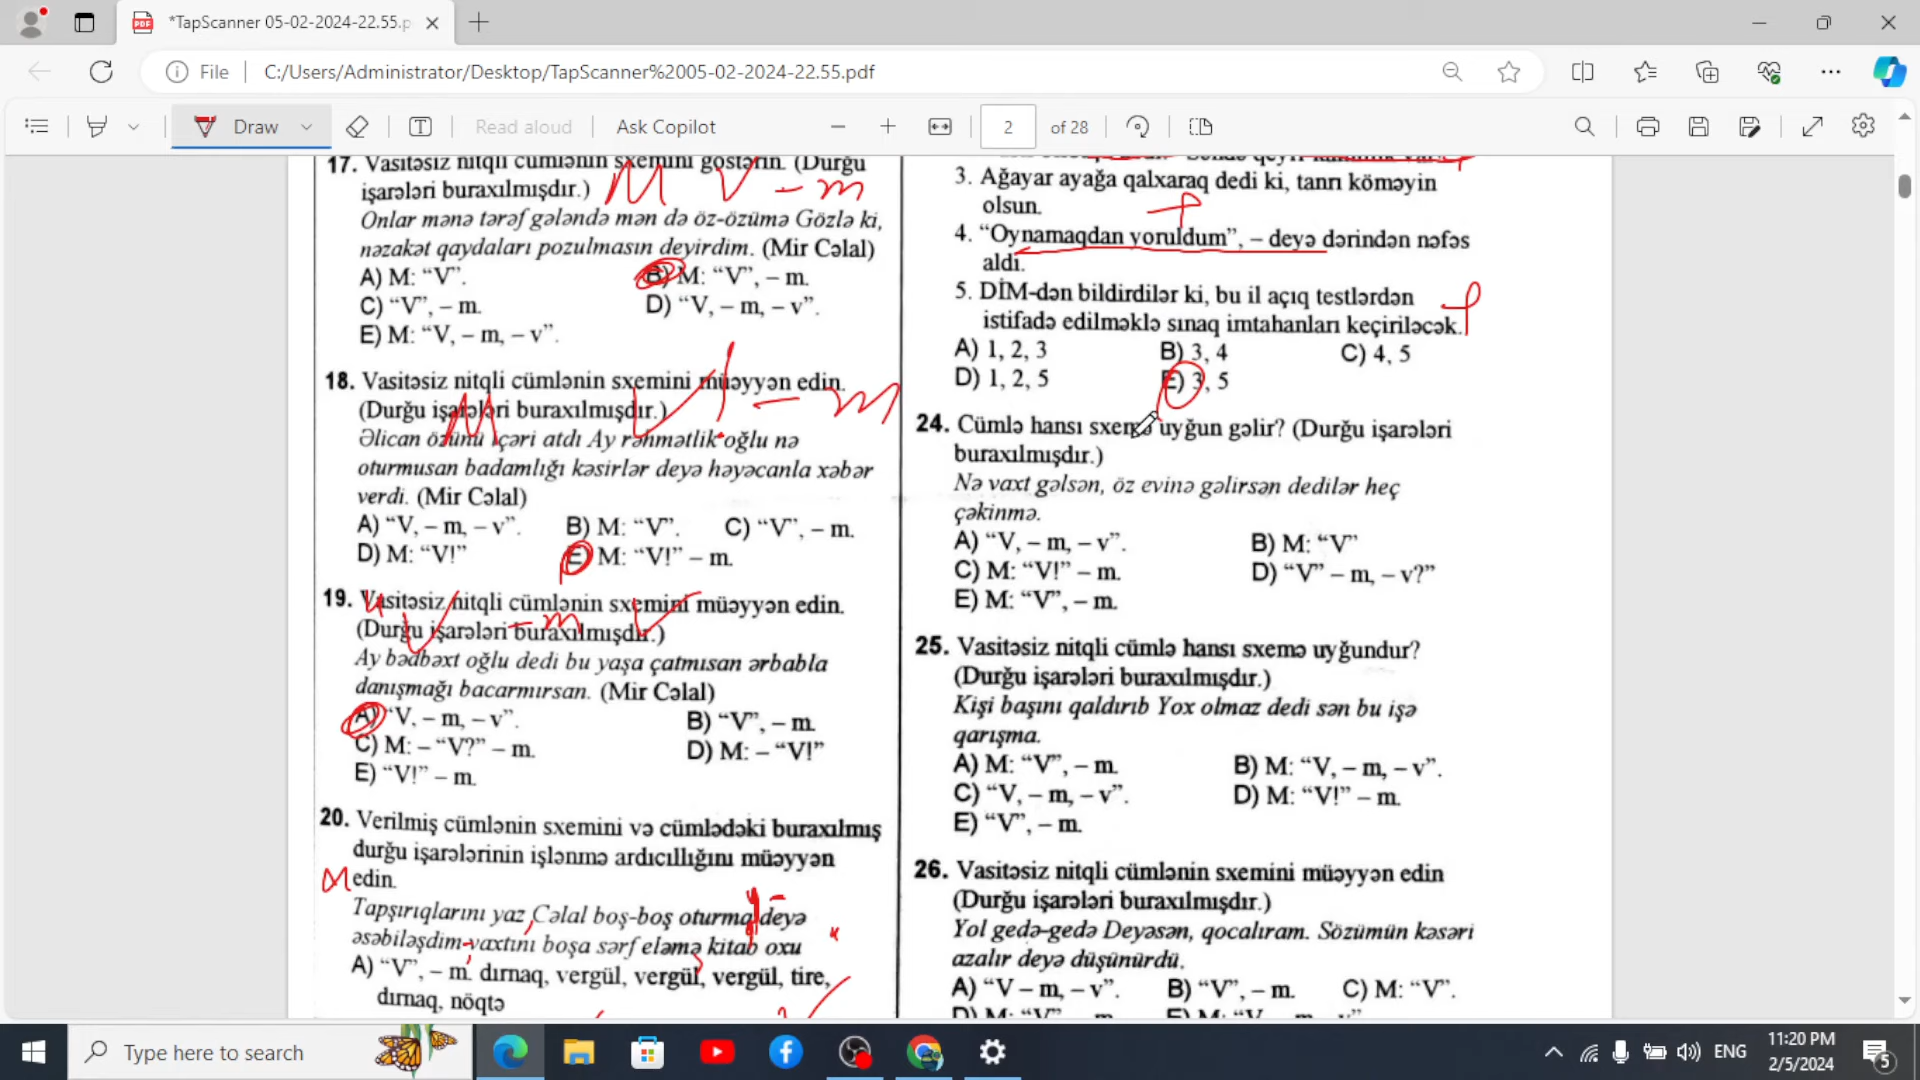 *TapScanner 05-02-2024-22.55.p
File
C:/Users/Administrator/Desktop/TapScanner%2005-02-2024-22.55.pdf
Draw
Read aloud
Ask Copilot
2
of 28
17. Vasitəsiz nitqli cümlənin sxemini göstərin. (Durğu
işarələri buraxılmışdır.)
M V – m
Onlar mənə tərəf gələndə mən də öz-özümə Gözlə ki,
nəzakət qaydaları pozulmasın deyirdim. (Mir Cəlal)
A) M: “V”.
B) M: “V”, – m.
C) “V”, – m.
D) “V, – m, – v”.
E) M: “V, – m, – v”.
18. Vasitəsiz nitqli cümlənin sxemini müəyyən edin.
(Durğu işarələri buraxılmışdır.)
M V! – m
Əlican özünü içəri atdı Ay rəhmətlik oğlu nə
oturmusan badamlığı kəsirlər deyə həyəcanla xəbər
verdi. (Mir Cəlal)
A) “V, – m, – v”.
B) M: “V”.
C) “V”, – m.
D) M: “V!”
E) M: “V!” – m.
19. Vasitəsiz nitqli cümlənin sxemini müəyyən edin.
(Durğu işarələri buraxılmışdır.)
V – m V
Ay bədbəxt oğlu dedi bu yaşa çatmısan ərbabla
danışmağı bacarmırsan. (Mir Cəlal)
A) “V, – m, – v”.
B) “V”, – m.
C) M: – “V?” – m.
D) M: – “V!”
E) “V!” – m.
20. Verilmiş cümlənin sxemini və cümlədəki buraxılmış
durğu işarələrinin işlənmə ardıcıllığını müəyyən
edin.
Tapşırıqlarını yaz Cəlal boş-boş oturma deyə
əsəbiləşdim vaxtını boşa sərf eləmə kitab oxu
A) “V”, – m. dırnaq, vergül, vergül, vergül, tire,
dırnaq, nöqtə
3. Ağayar ayağa qalxaraq dedi ki, tanrı köməyin
olsun.
4. “Oynamaqdan yoruldum”, – deyə dərindən nəfəs
aldı.
5. DİM-dən bildirdilər ki, bu il açıq testlərdən
istifadə edilməklə sınaq imtahanları keçiriləcək.
A) 1, 2, 3
B) 3, 4
C) 4, 5
D) 1, 2, 5
E) 3, 5
24. Cümlə hansı sxemə uyğun gəlir? (Durğu işarələri
buraxılmışdır.)
Nə vaxt gəlsən, öz evinə gəlirsən dedilər heç
çəkinmə.
A) “V, – m, – v”.
B) M: “V”
C) M: “V!” – m.
D) “V” – m, – v?”
E) M: “V”, – m.
25. Vasitəsiz nitqli cümlə hansı sxemə uyğundur?
(Durğu işarələri buraxılmışdır.)
Kişi başını qaldırıb Yox olmaz dedi sən bu işə
qarışma.
A) M: “V”, – m.
B) M: “V, – m, – v”.
C) “V, – m, – v”.
D) M: “V!” – m.
E) “V”, – m.
26. Vasitəsiz nitqli cümlənin sxemini müəyyən edin
(Durğu işarələri buraxılmışdır.)
Yol gedə-gedə Deyəsən, qocalıram. Sözümün kəsəri
azalır deyə düşünürdü.
A) “V – m, – v”.
B) “V”, – m.
C) M: “V”.
D) M: “V” – m
E) M: “V, – m, – v”
Type here to search
ENG
11:20 PM
2/5/2024
5